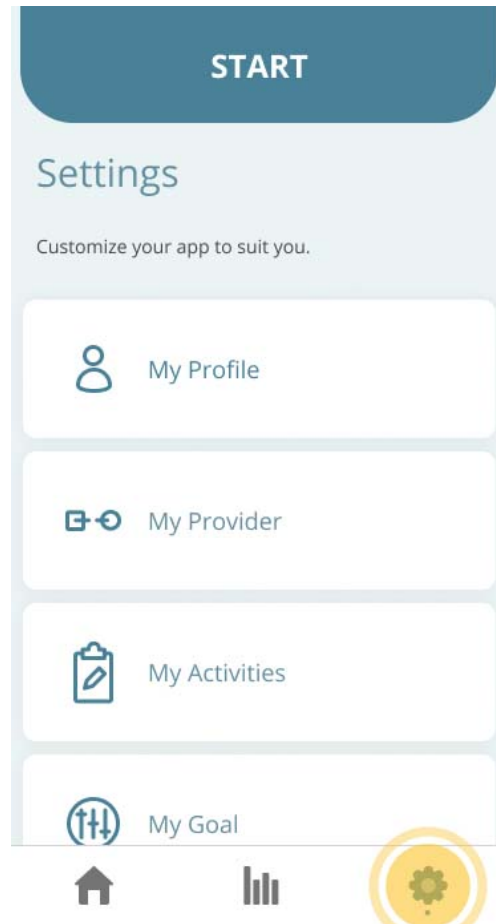 START
Settings
Customize your app to suit you.
My Profile
My Provider
My Activities
My Goal